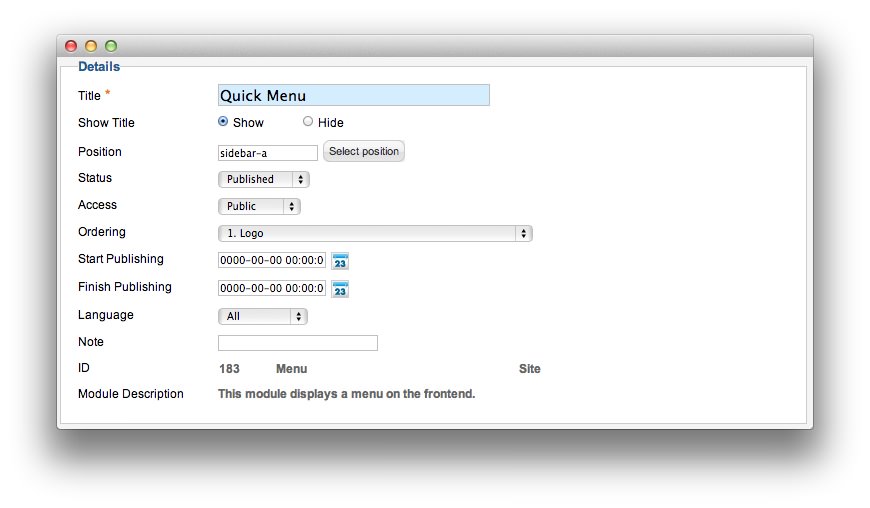 Details
Title * Quick Menu
Show Title Show Hide
Position sidebar-a Select position
Status Published
Access Public
Ordering 1. Logo
Start Publishing 0000-00-00 00:00:0 23
Finish Publishing 0000-00-00 00:00:0 23
Language All
Note
ID 183 Menu Site
Module Description This module displays a menu on the frontend.